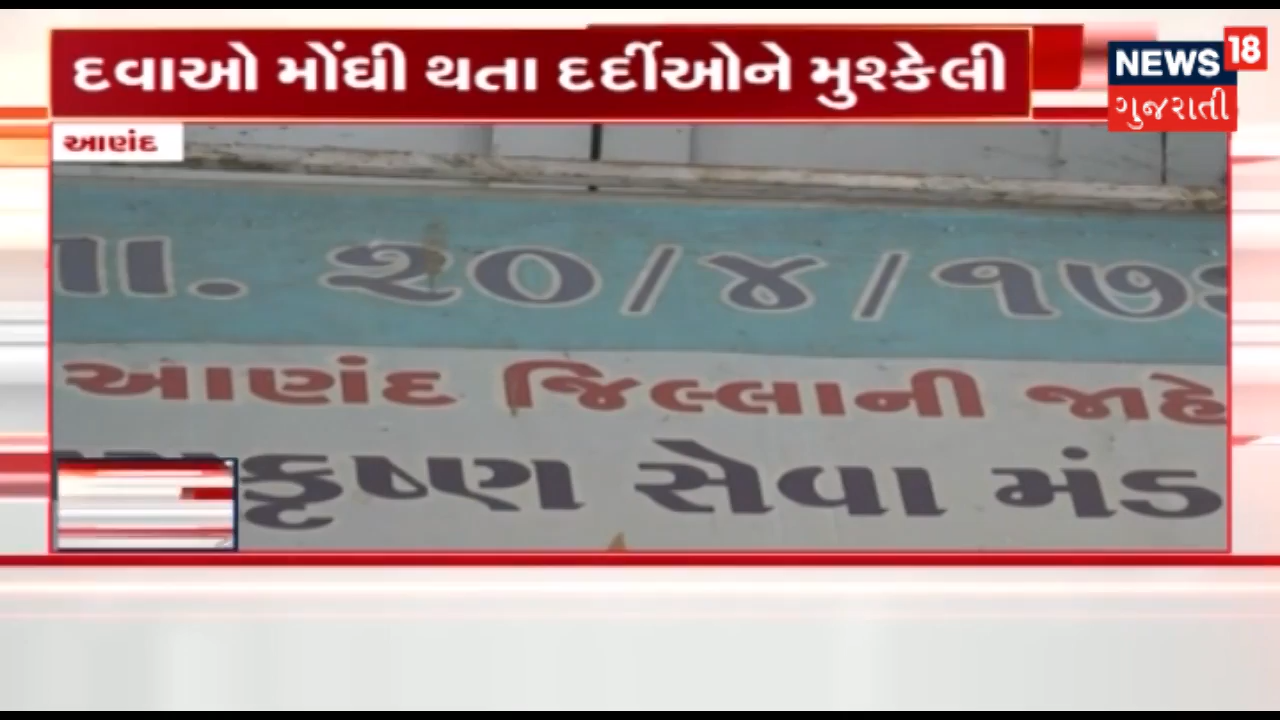 દવાઓ મોંઘી થતા દર્દીઓને મુશ્કેલી
NEWS 18
ગુજરાતી
આણંદ
૨૦/૪/૧૭
આણંદ જિલ્લાની
સેવા